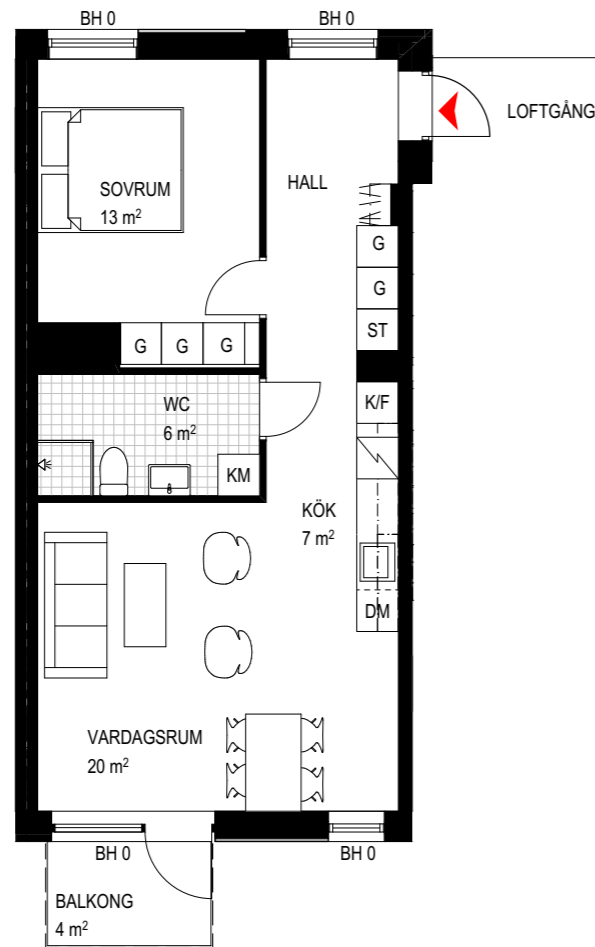 BH 0
BH 0
LOFTGÅNG
SOVRUM
13 m²
HALL
G
G
ST
G
G
G
K/F
WC
6 m²
KM
KÖK
7 m²
DM
VARDAGSRUM
20 m²
BH 0
BH 0
BALKONG
4 m²